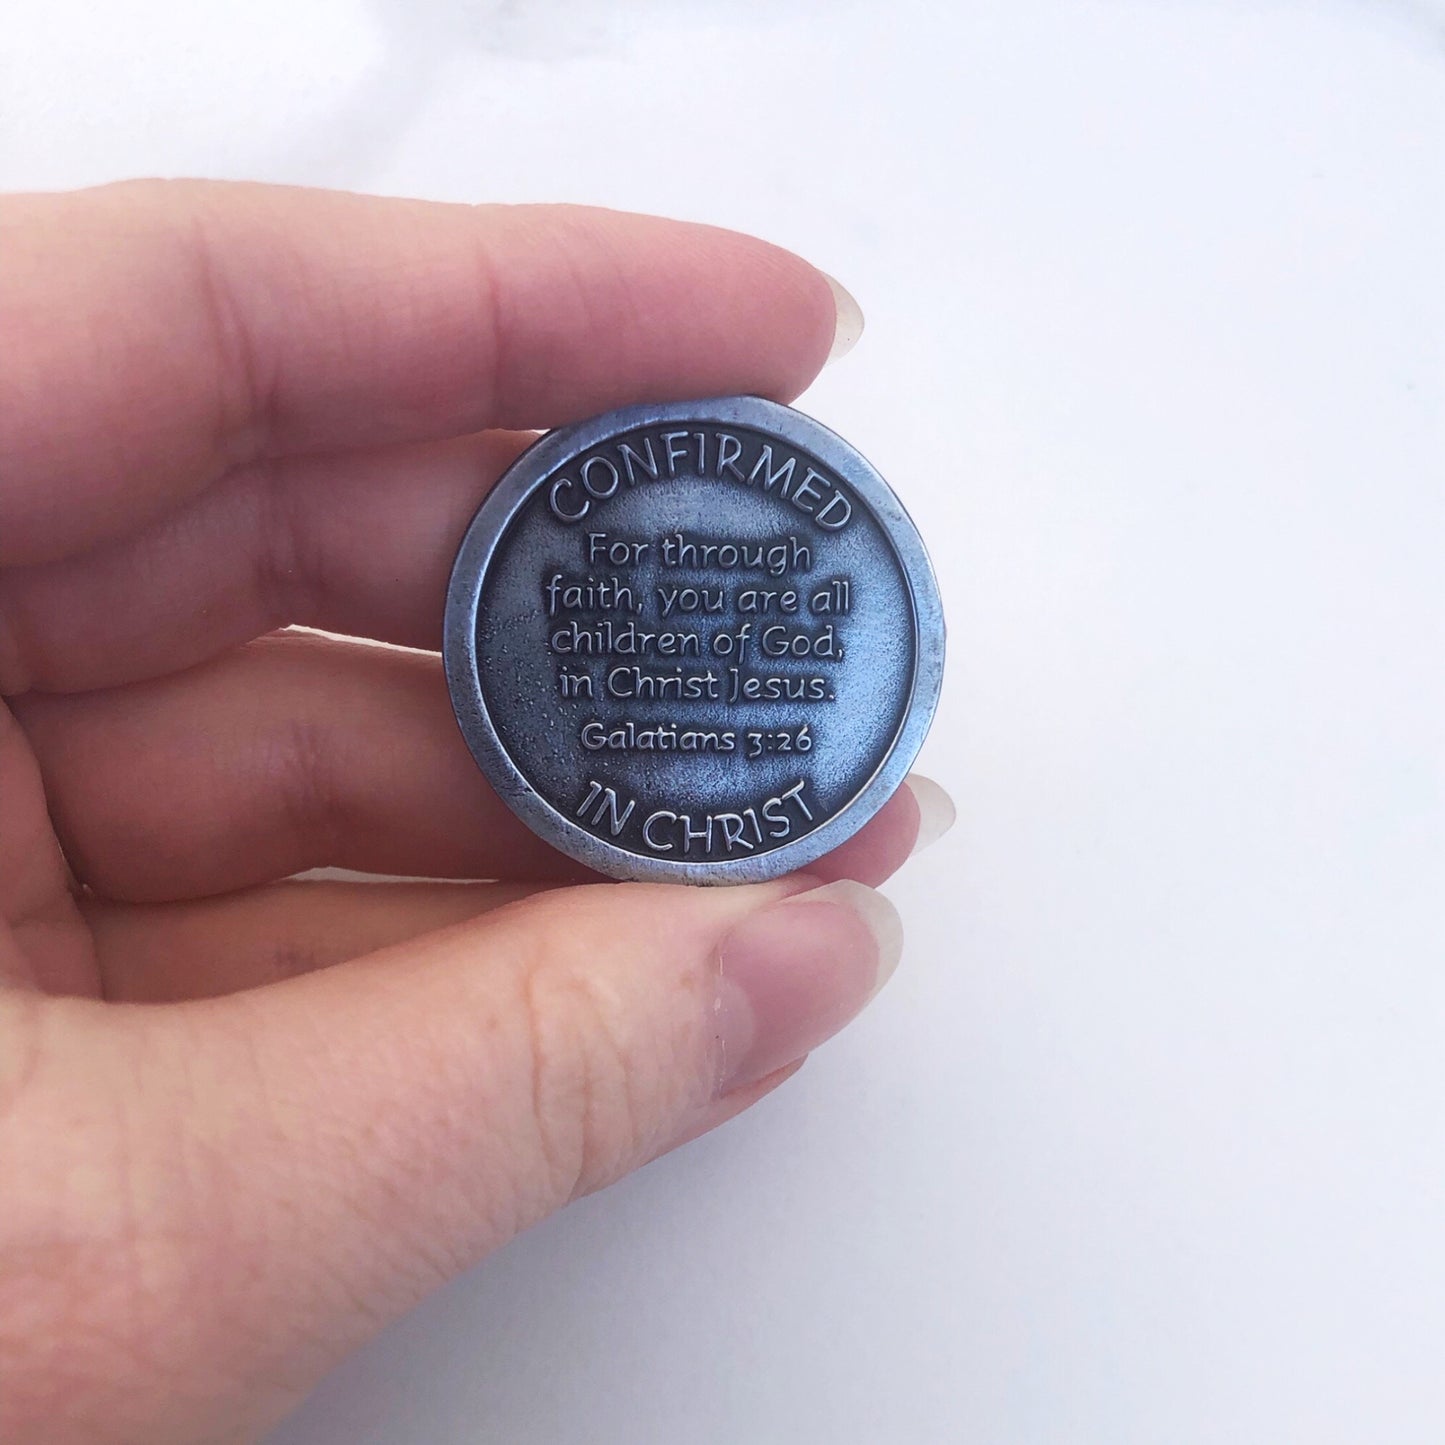 CONFIRMED
For through
faith, you are all
children of God,
in Christ Jesus.
Galatians 3:26
IN CHRIST